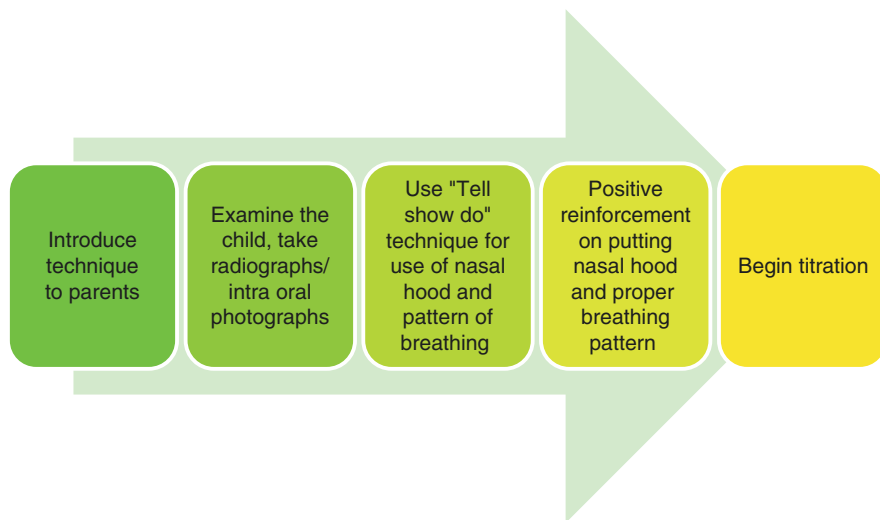 Introduce
technique
to parents
Examine the
child, take
radiographs/
intra oral
photographs
Use "Tell
show do"
technique for
use of nasal
hood and
pattern of
breathing
Positive
reinforcement
on putting
nasal hood
and proper
breathing
pattern
Begin titration